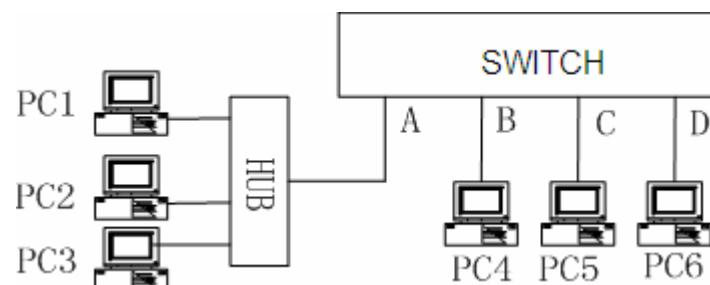 SWITCH
PC1
A B C D
HUB
PC2
PC3
PC4 PC5 PC6